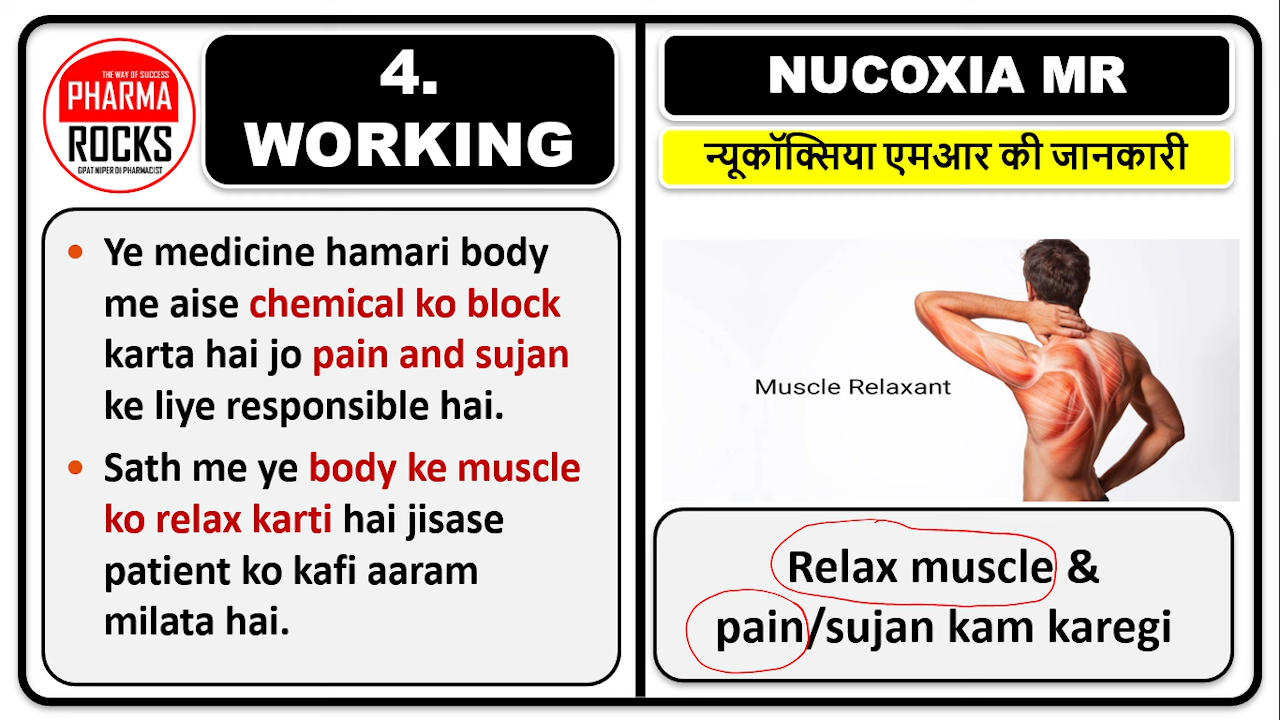 THE WAY OF SUCCESS
PHARMA
ROCKS
GPAT NIPER DI PHARMACIST
4.
WORKING
• Ye medicine hamari body
me aise chemical ko block
karta hai jo pain and sujan
ke liye responsible hai.
• Sath me ye body ke muscle
ko relax karti hai jisase
patient ko kafi aaram
milata hai.
NUCOXIA MR
न्यूकॉक्सिया एमआर की जानकारी
Muscle Relaxant
Relax muscle &
pain/sujan kam karegi